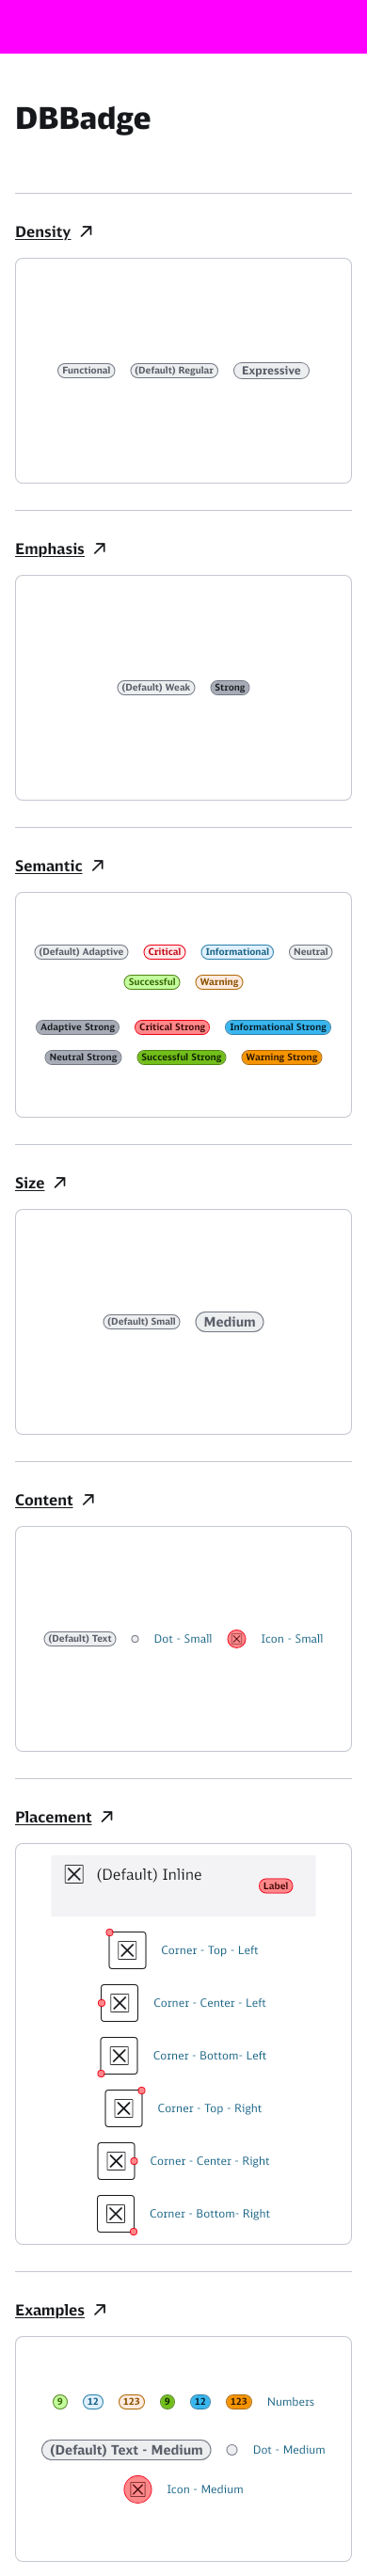 DBBadge
Density
Functional (Default) Regular Expressive
Emphasis
(Default) Weak Strong
Semantic
(Default) Adaptive Critical Informational Neutral
Successful Warning
Adaptive Strong Critical Strong Informational Strong
Neutral Strong Successful Strong Warning Strong
Size
(Default) Small Medium
Content
(Default) Text Dot - Small Icon - Small
Placement
(Default) Inline Label
Corner - Top - Left
Corner - Center - Left
Corner - Bottom- Left
Corner - Top - Right
Corner - Center - Right
Corner - Bottom- Right
Examples
9 12 123 9 12 123 Numbers
(Default) Text - Medium Dot - Medium
Icon - Medium